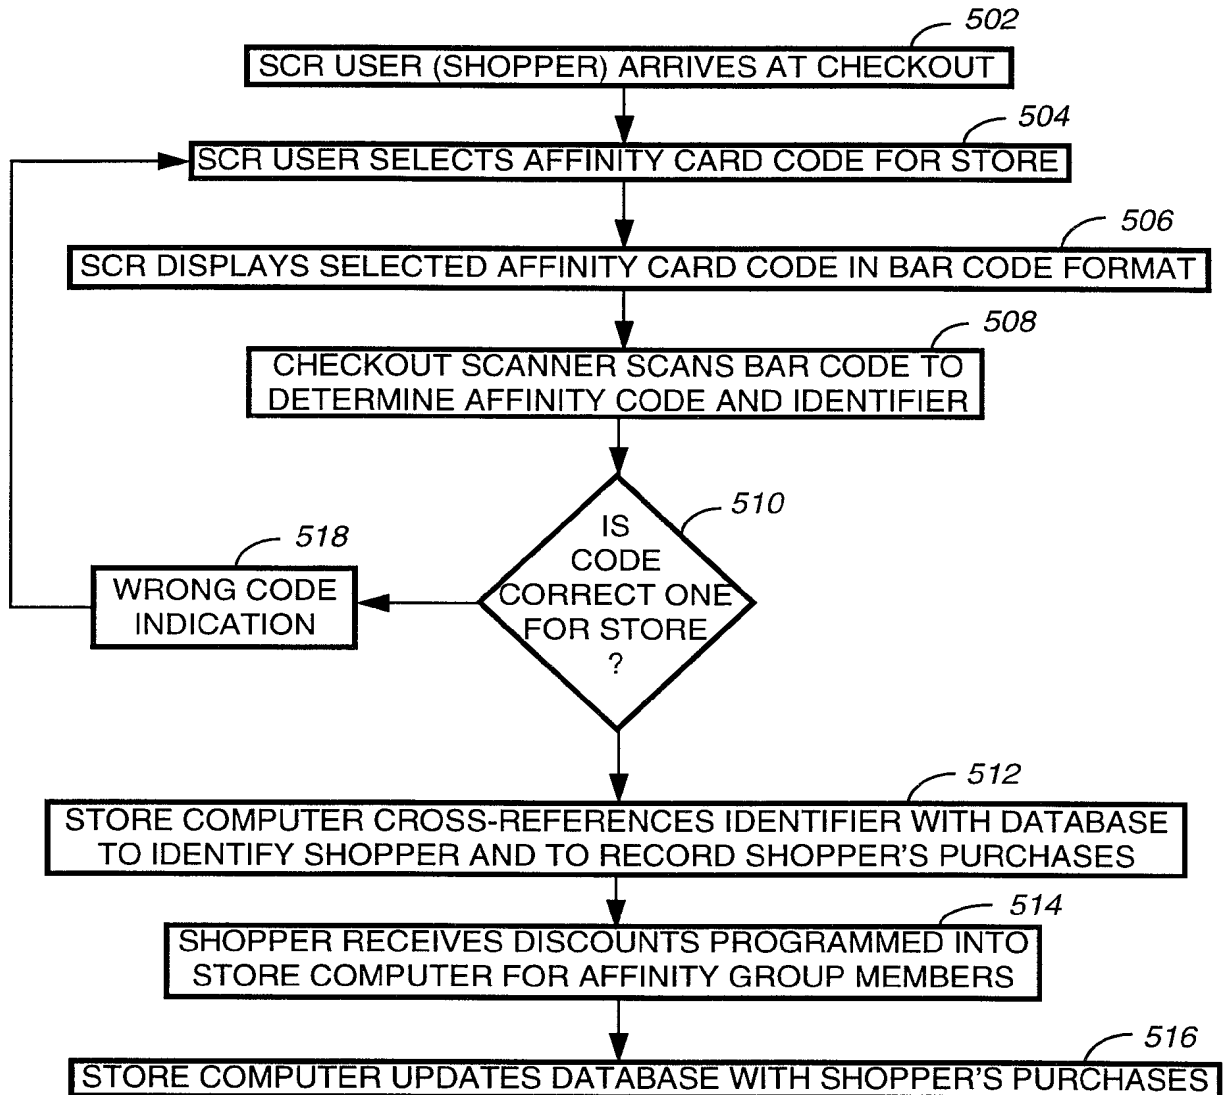 502
SCR USER (SHOPPER) ARRIVES AT CHECKOUT
504
SCR USER SELECTS AFFINITY CARD CODE FOR STORE
506
SCR DISPLAYS SELECTED AFFINITY CARD CODE IN BAR CODE FORMAT
508
CHECKOUT SCANNER SCANS BAR CODE TO
DETERMINE AFFINITY CODE AND IDENTIFIER
510
IS
CODE
CORRECT ONE
FOR STORE
?
518
WRONG CODE
INDICATION
512
STORE COMPUTER CROSS-REFERENCES IDENTIFIER WITH DATABASE
TO IDENTIFY SHOPPER AND TO RECORD SHOPPER'S PURCHASES
514
SHOPPER RECEIVES DISCOUNTS PROGRAMMED INTO
STORE COMPUTER FOR AFFINITY GROUP MEMBERS
516
STORE COMPUTER UPDATES DATABASE WITH SHOPPER'S PURCHASES